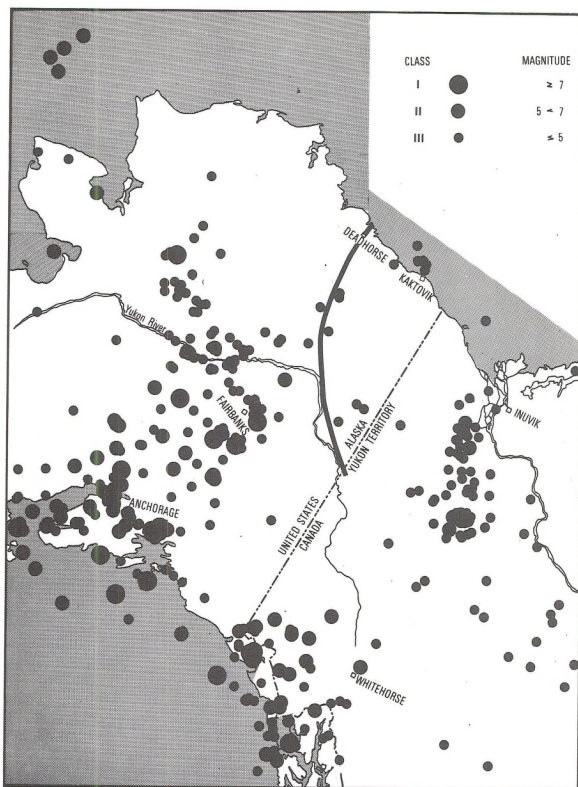 CLASS MAGNITUDE
I ≥ 7
II 5 < 7
III ≤ 5
DEADHORSE
KAKTOVIK
Yukon River
INUVIK
FAIRBANKS
ALASKA
YUKON TERRITORY
ANCHORAGE
UNITED STATES
CANADA
WHITEHORSE